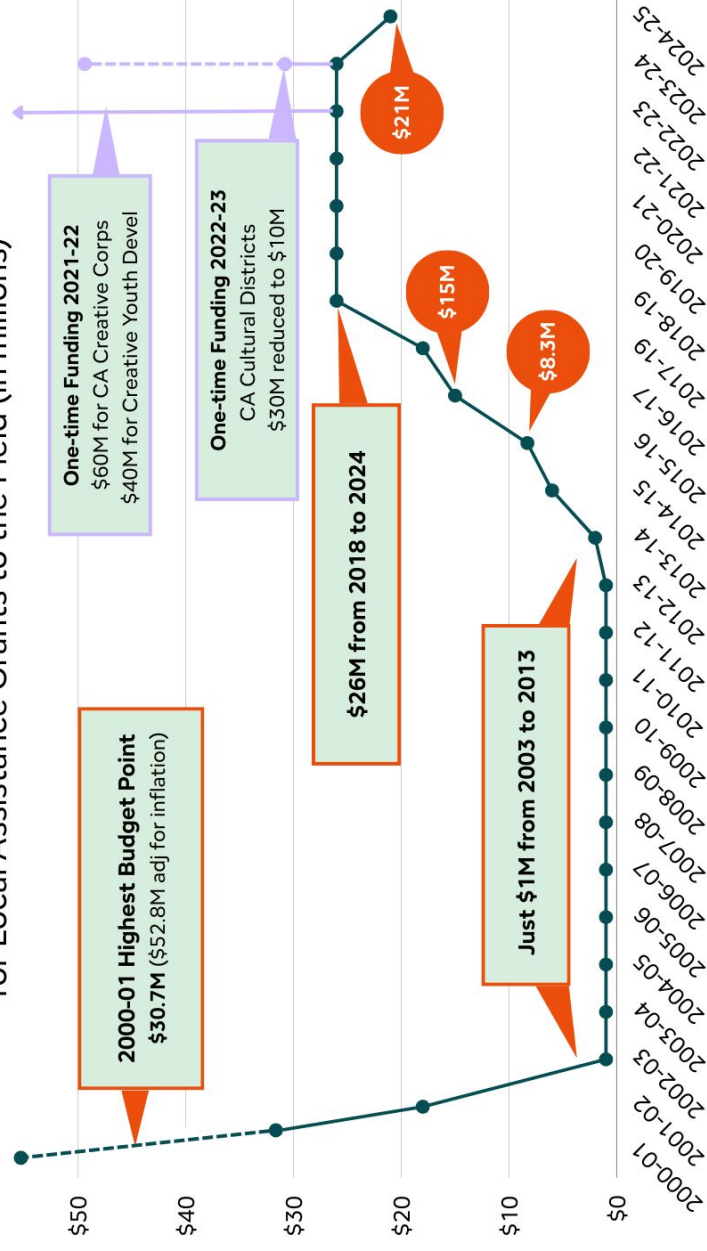 for Local Assistance Grants to the Field (in millions)
$50
$40
$30
$20
$10
$0
2000-01 Highest Budget Point
$30.7M ($52.8M adj for inflation)
Just $1M from 2003 to 2013
$26M from 2018 to 2024
One-time Funding 2021-22
$60M for CA Creative Corps
$40M for Creative Youth Devel
One-time Funding 2022-23
CA Cultural Districts
$30M reduced to $10M
$8.3M
$15M
$21M
2000-01
2001-02
2002-03
2003-04
2004-05
2005-06
2006-07
2007-08
2008-09
2009-10
2010-11
2011-12
2012-13
2013-14
2014-15
2015-16
2016-17
2017-19
2018-19
2019-20
2020-21
2021-22
2022-23
2023-24
2024-25